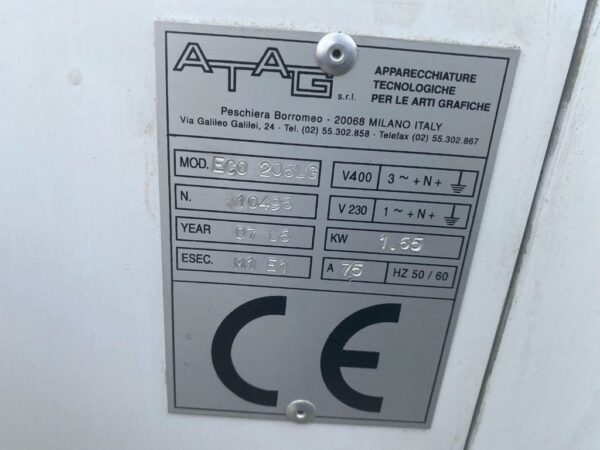 ATAG s.r.l.
APPARECCHIATURE
TECNOLOGICHE
PER LE ARTI GRAFICHE
Peschiera Borromeo - 20068 MILANO ITALY
Via Galileo Galilei, 24 - Tel. (02) 55.302.858 - Telefax (02) 55.302.867
MOD. ECO 206LG
V400 3 ~ + N +
N. 10496
V 230 1 ~ + N +
YEAR 07 06
KW 1.65
ESEC. M1 E1
A 75 HZ 50 / 60
CE